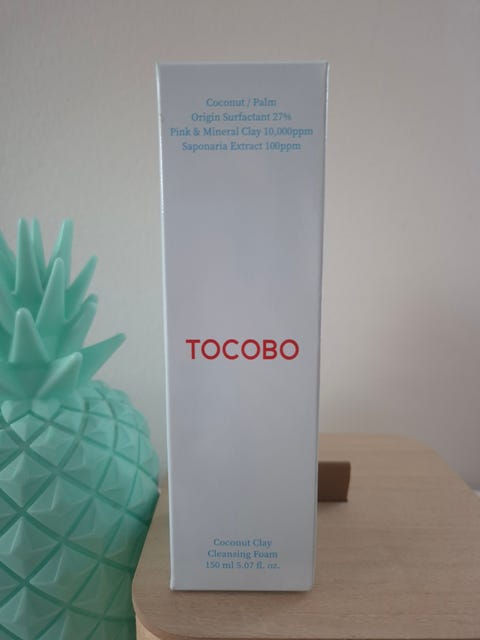 Coconut / Palm
Origin Surfactant 27%
Pink & Mineral Clay 10,000ppm
Saponaria Extract 100ppm
TOCOBO
Coconut Clay
Cleansing Foam
150 ml 5.07 fl. oz.